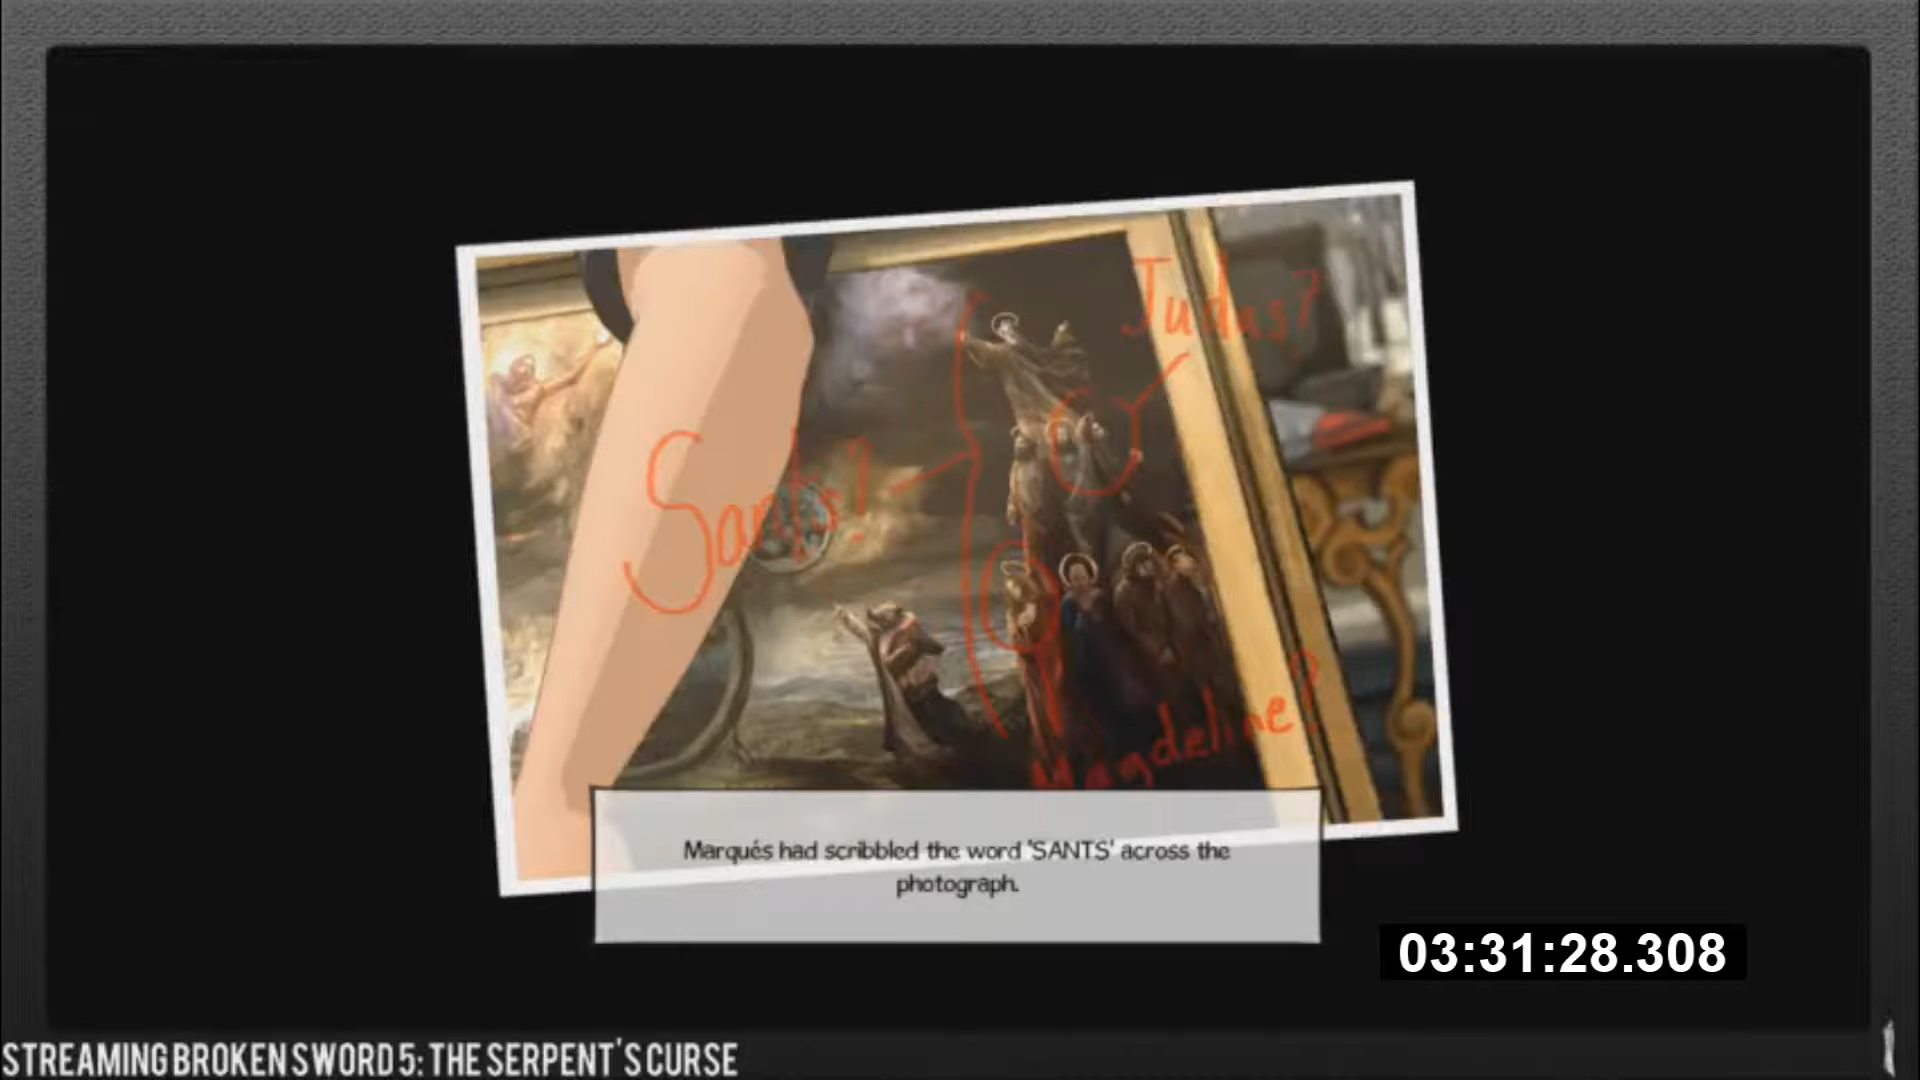 Judas?
Sants?
Magdeline?
Marqués had scribbled the word 'SANTS' across the
photograph.
03:31:28.308
STREAMING BROKEN SWORD 5: THE SERPENT'S CURSE